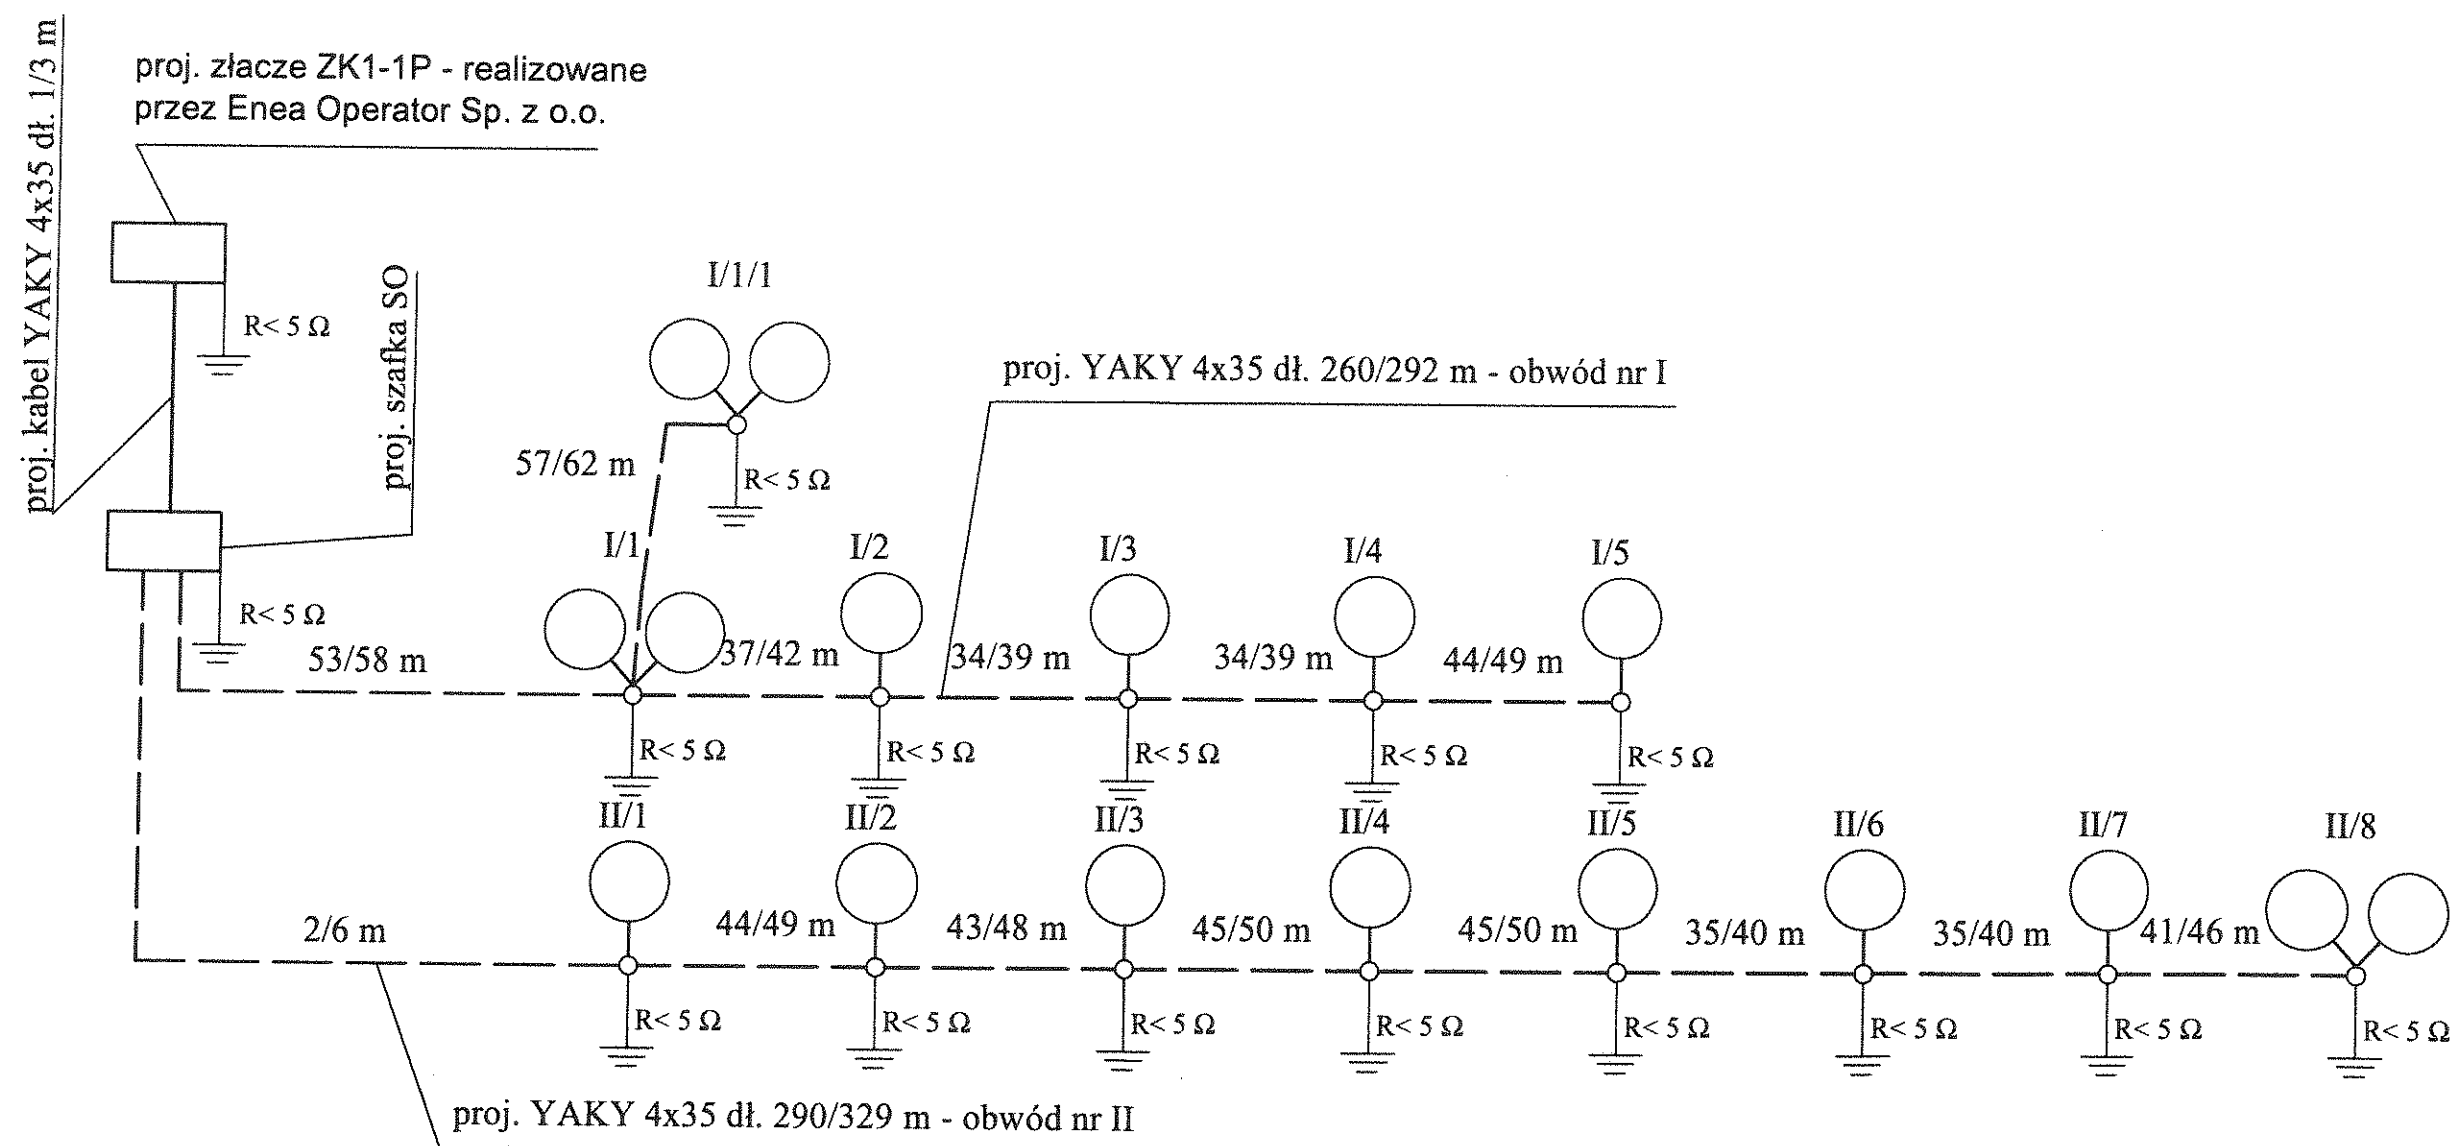 proj. kabel YAKY 4x35 dł. 1/3 m
proj. złacze ZK1-1P - realizowane
przez Enea Operator Sp. z o.o.
R< 5 Ω
proj. szafka SO
R< 5 Ω
I/1/1
57/62 m
R< 5 Ω
proj. YAKY 4x35 dł. 260/292 m - obwód nr I
I/1
I/2
I/3
I/4
I/5
53/58 m
37/42 m
34/39 m
34/39 m
44/49 m
R< 5 Ω
R< 5 Ω
R< 5 Ω
R< 5 Ω
R< 5 Ω
II/1
II/2
II/3
II/4
II/5
II/6
II/7
II/8
2/6 m
44/49 m
43/48 m
45/50 m
45/50 m
35/40 m
35/40 m
41/46 m
R< 5 Ω
R< 5 Ω
R< 5 Ω
R< 5 Ω
R< 5 Ω
R< 5 Ω
R< 5 Ω
R< 5 Ω
proj. YAKY 4x35 dł. 290/329 m - obwód nr II